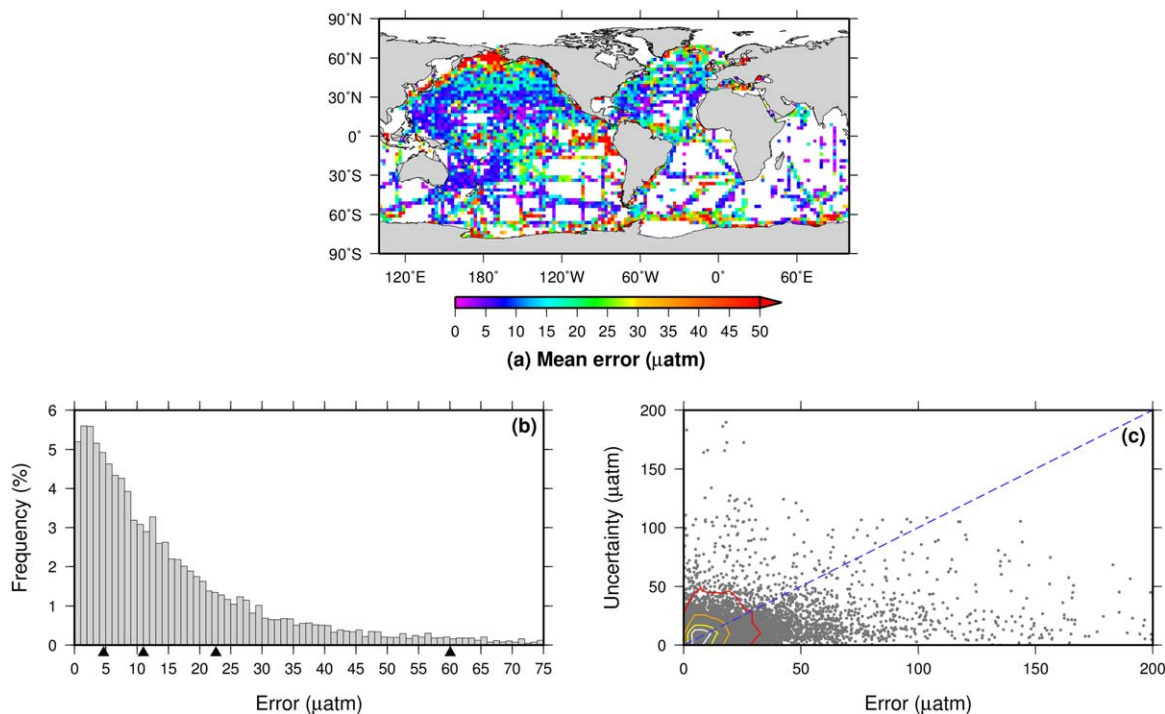 90˚N
60˚N
30˚N
0˚
30˚S
60˚S
90˚S
120˚E 180˚ 120˚W 60˚W 0˚ 60˚E
0 5 10 15 20 25 30 35 40 45 50
(a) Mean error (μatm)
6
5
4
3
2
1
0
Frequency (%)
(b)
0 5 10 15 20 25 30 35 40 45 50 55 60 65 70 75
Error (μatm)
200
150
100
50
0
Uncertainty (μatm)
(c)
0 50 100 150 200
Error (μatm)